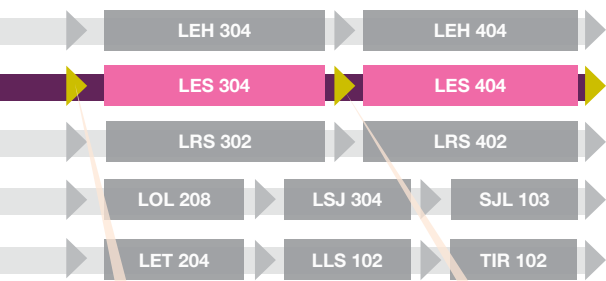 LEH 304 LEH 404
LES 304 LES 404
LRS 302 LRS 402
LOL 208 LSJ 304 SJL 103
LET 204 LLS 102 TIR 102